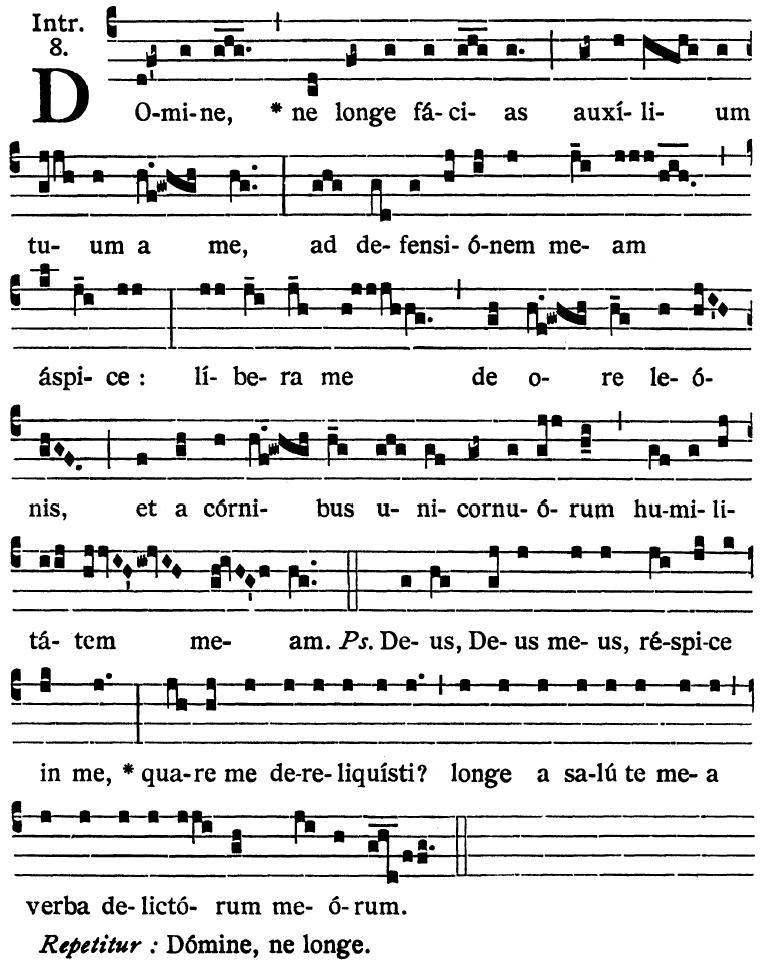 Intr.
8.
DO-mi-ne, * ne longe fá-ci- as auxí- li- um
tu- um a me, ad de- fensi- ó-nem me- am
áspi- ce : lí- be- ra me de o- re le- ó-
nis, et a córni- bus u- ni- cornu- ó- rum hu-mi- li-
tá- tem me- am. Ps. De- us, De- us me- us, ré-spi-ce
in me, * qua-re me de-re-liquísti? longe a sa-lú te me- a
verba de- lictó- rum me- ó- rum.
Repetitur : Dómine, ne longe.